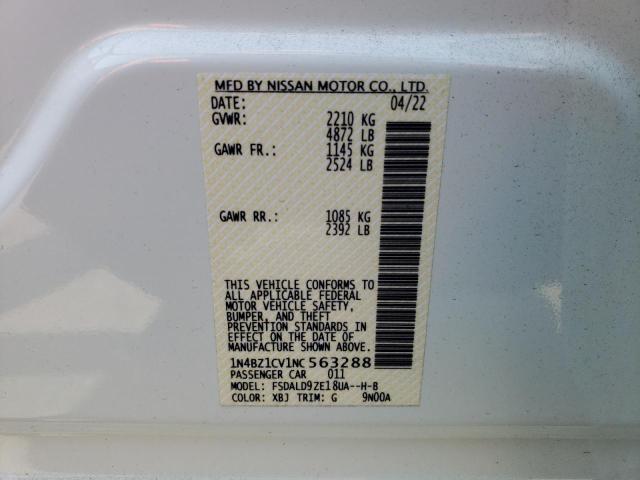 MFD BY NISSAN MOTOR CO., LTD.
DATE: 04/22
GVWR: 2210 KG
4872 LB
GAWR FR.: 1145 KG
2524 LB
GAWR RR.: 1085 KG
2392 LB
THIS VEHICLE CONFORMS TO
ALL APPLICABLE FEDERAL
MOTOR VEHICLE SAFETY,
BUMPER, AND THEFT
PREVENTION STANDARDS IN
EFFECT ON THE DATE OF
MANUFACTURE SHOWN ABOVE.
1N4BZ1CV1NC563288
PASSENGER CAR 011
MODEL: FSDALD9ZE18UA--H-B
COLOR: XBJ TRIM: G 9N00A